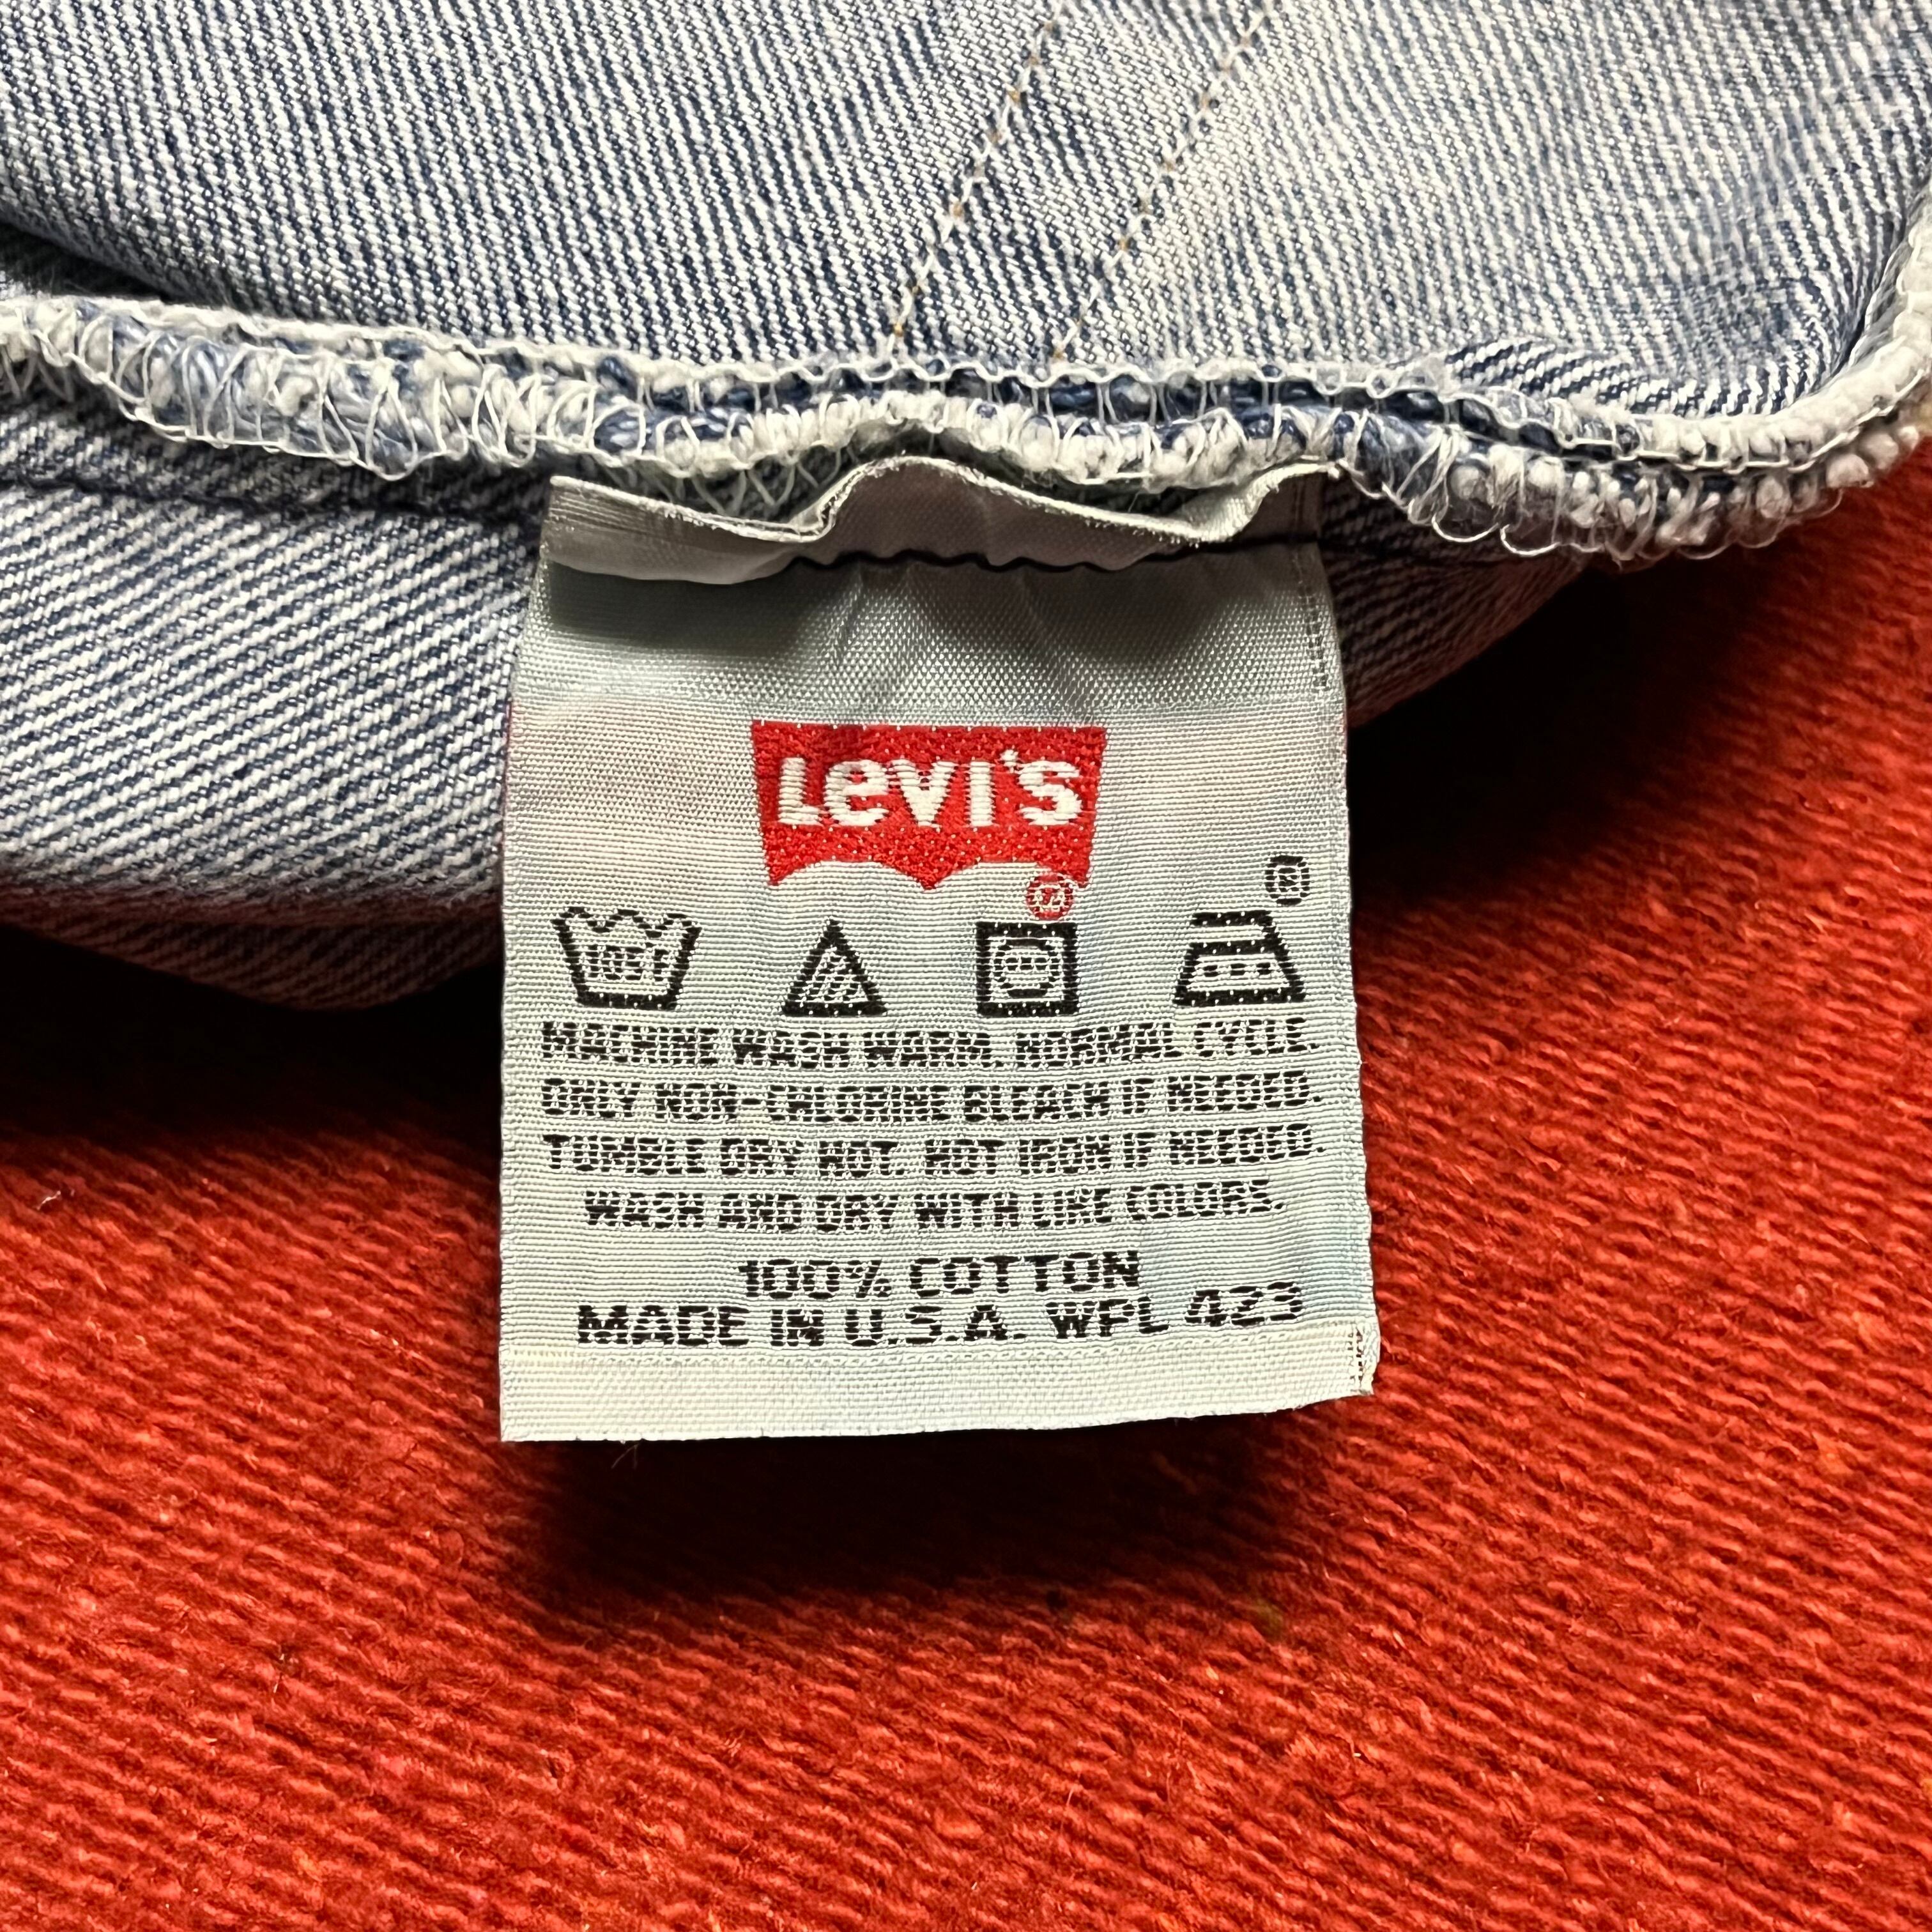 Levi's
®
®
105F
MACHINE WASH WARM. NORMAL CYCLE.
ONLY NON-CHLORINE BLEACH IF NEEDED.
TUMBLE DRY HOT. HOT IRON IF NEEDED.
WASH AND DRY WITH LIKE COLORS.
100% COTTON
MADE IN U.S.A. WPL 423